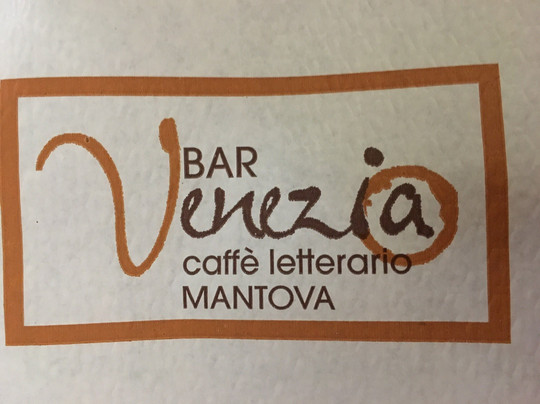 BAR
Venezia
caffè letterario
MANTOVA